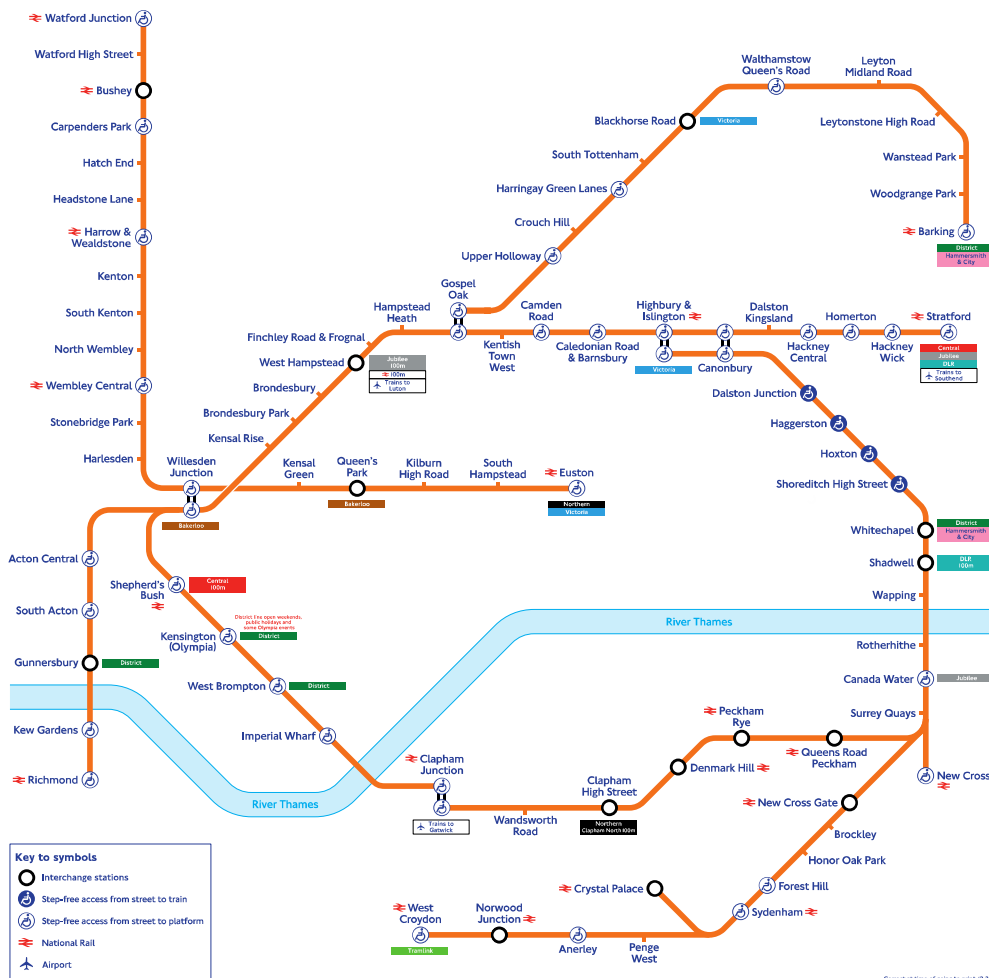 Watford Junction
Watford High Street
Bushey
Carpenders Park
Hatch End
Headstone Lane
Harrow &
Wealdstone
Kenton
South Kenton
North Wembley
Wembley Central
Stonebridge Park
Harlesden
Willesden
Junction
Bakerloo
Kensal
Green
Queen's
Park
Bakerloo
Kilburn
High Road
South
Hampstead
Euston
Northern
Victoria
Acton Central
South Acton
Gunnersbury
District
Kew Gardens
Richmond
Shepherd's
Bush
Central
100m
District line open weekends,
public holidays and
some Olympia events
Kensington
(Olympia)
District
West Brompton
District
Imperial Wharf
Clapham
Junction
Trains to
Gatwick
Kensal Rise
Brondesbury Park
Brondesbury
West Hampstead
Jubilee
100m
100m
Trains to
Luton
Finchley Road & Frognal
Hampstead
Heath
Gospel
Oak
Upper Holloway
Crouch Hill
Harringay Green Lanes
South Tottenham
Blackhorse Road
Victoria
Walthamstow
Queen's Road
Leyton
Midland Road
Leytonstone High Road
Wanstead Park
Woodgrange Park
Barking
District
Hammersmith
& City
Kentish
Town
West
Camden
Road
Caledonian Road
& Barnsbury
Highbury &
Islington
Victoria
Canonbury
Dalston
Kingsland
Hackney
Central
Homerton
Hackney
Wick
Stratford
Central
Jubilee
DLR
Trains to
Southend
Dalston Junction
Haggerston
Hoxton
Shoreditch High Street
Whitechapel
District
Hammersmith
& City
Shadwell
DLR
100m
Wapping
River Thames
Rotherhithe
Canada Water
Jubilee
Surrey Quays
New Cross
Queens Road
Peckham
Peckham
Rye
Denmark Hill
Clapham
High Street
Northern
Clapham North 100m
Wandsworth
Road
River Thames
New Cross Gate
Brockley
Honor Oak Park
Forest Hill
Sydenham
Crystal Palace
Penge
West
Anerley
Norwood
Junction
West
Croydon
Tramlink
Key to symbols
Interchange stations
Step-free access from street to train
Step-free access from street to platform
National Rail
Airport